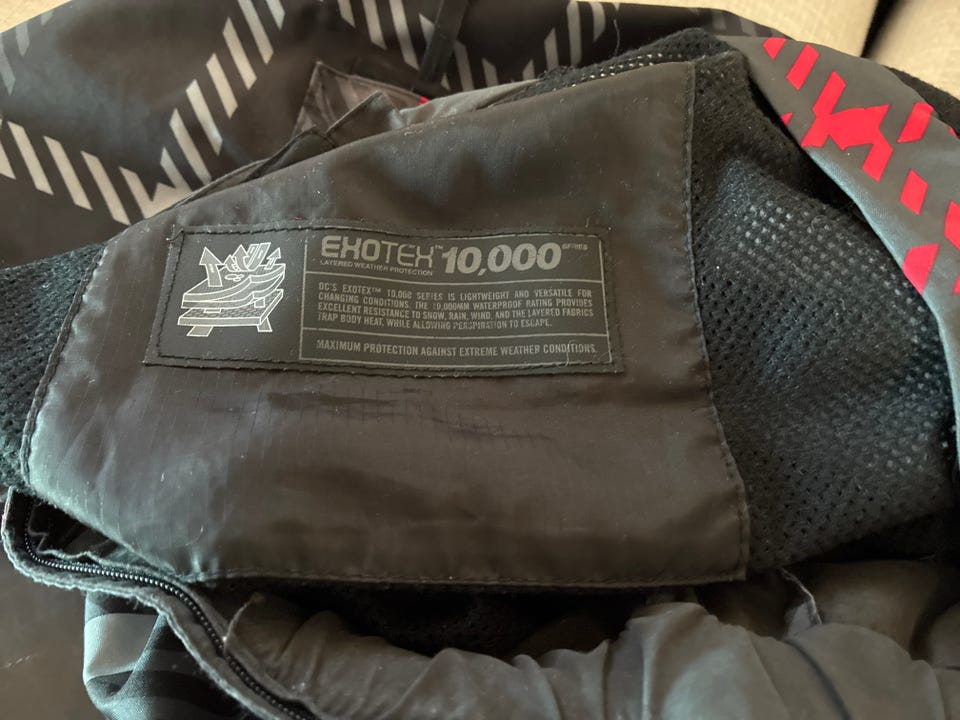 EXOTEX™ 10,000 SERIES
LAYERED WEATHER PROTECTION
DC'S EXOTEX™ 10,000 SERIES IS LIGHTWEIGHT AND VERSATILE FOR
CHANGING CONDITIONS. THE 10,000MM WATERPROOF RATING PROVIDES
EXCELLENT RESISTANCE TO SNOW, RAIN, WIND, AND THE LAYERED FABRICS
TRAP BODY HEAT, WHILE ALLOWING PERSPIRATION TO ESCAPE.
MAXIMUM PROTECTION AGAINST EXTREME WEATHER CONDITIONS.